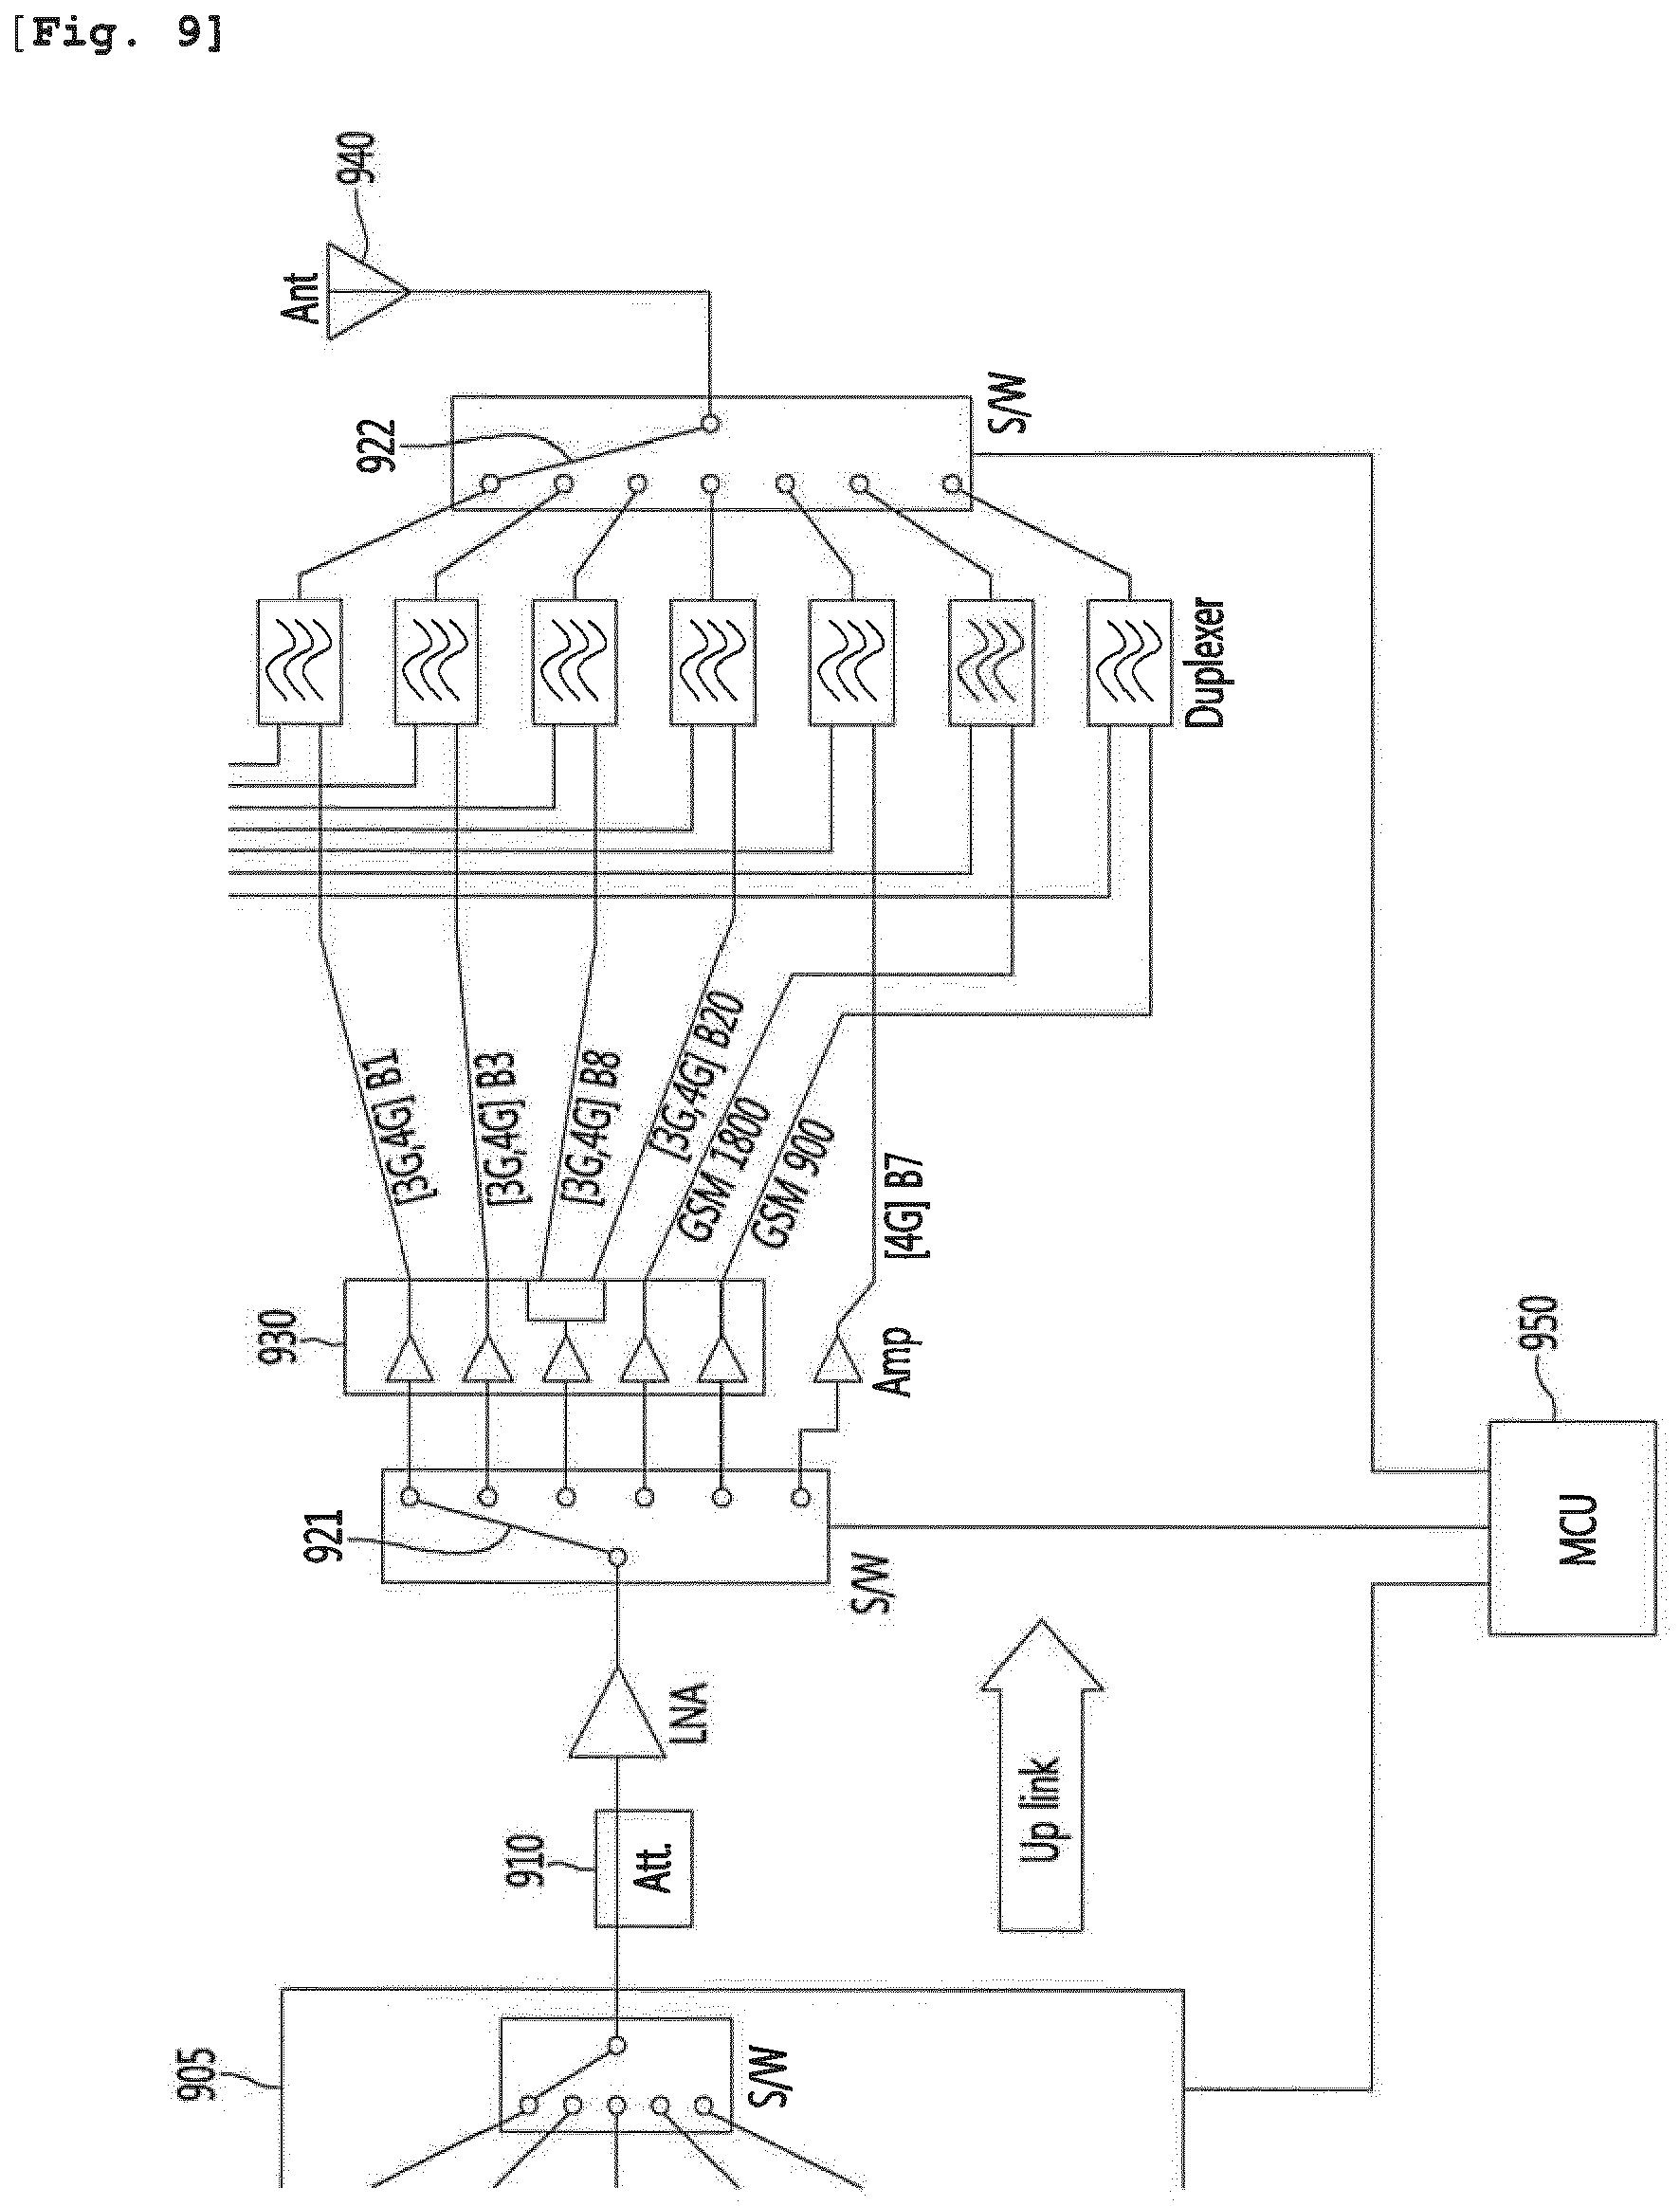 [Fig. 9]
940
Ant
922
S/W
Duplexer
[3G,4G] B1
[3G,4G] B3
[3G,4G] B8
[3G,4G] B20
GSM 1800
GSM 900
[4G] B7
930
Amp
950
MCU
921
S/W
LNA
910
Att.
Up link
905
S/W